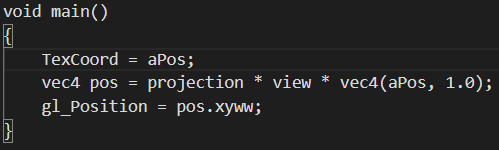 void main()
{
    TexCoord = aPos;
    vec4 pos = projection * view * vec4(aPos, 1.0);
    gl_Position = pos.xyww;
}